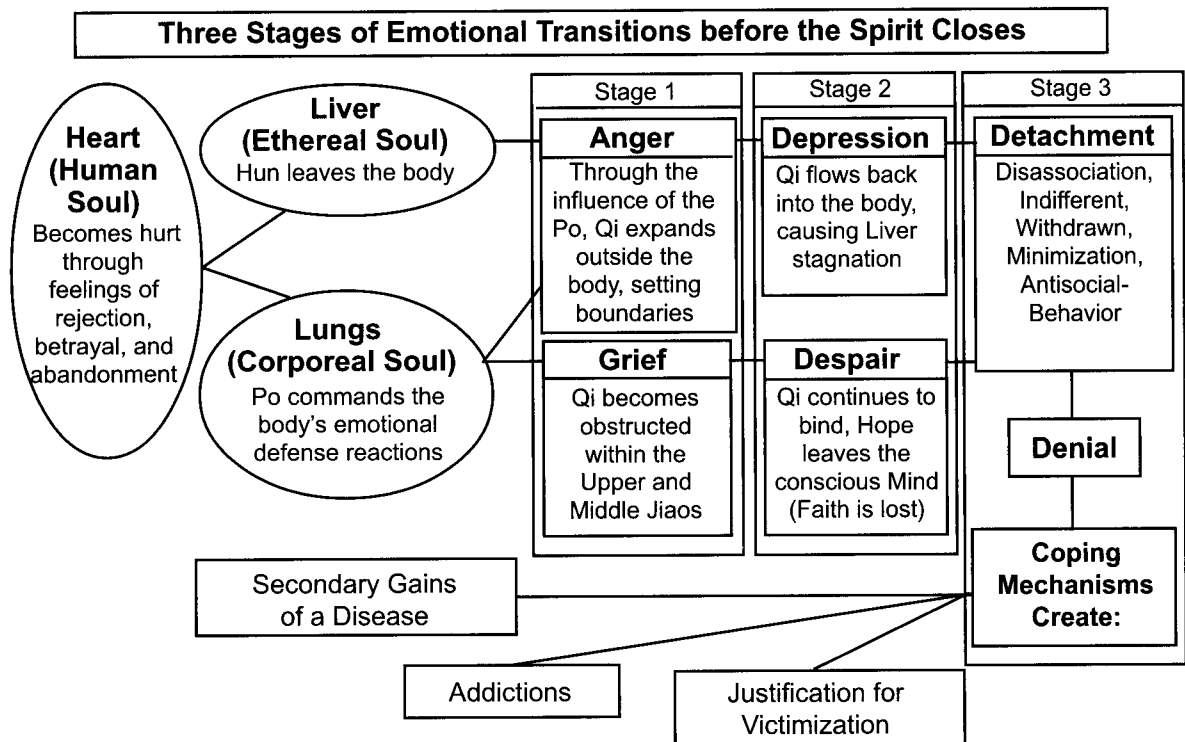 Three Stages of Emotional Transitions before the Spirit Closes
Heart
(Human
Soul)
Becomes hurt
through
feelings of
rejection,
betrayal, and
abandonment
Liver
(Ethereal Soul)
Hun leaves the body
Lungs
(Corporeal Soul)
Po commands the
body's emotional
defense reactions
Stage 1
Anger
Through the
influence of the
Po, Qi expands
outside the
body, setting
boundaries
Grief
Qi becomes
obstructed
within the
Upper and
Middle Jiaos
Stage 2
Depression
Qi flows back
into the body,
causing Liver
stagnation
Despair
Qi continues to
bind, Hope
leaves the
conscious Mind
(Faith is lost)
Stage 3
Detachment
Disassociation,
Indifferent,
Withdrawn,
Minimization,
Antisocial-
Behavior
Denial
Coping
Mechanisms
Create:
Secondary Gains
of a Disease
Addictions
Justification for
Victimization